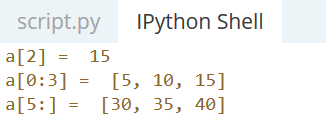 script.py IPython Shell
a[2] =  15
a[0:3] =  [5, 10, 15]
a[5:] =  [30, 35, 40]